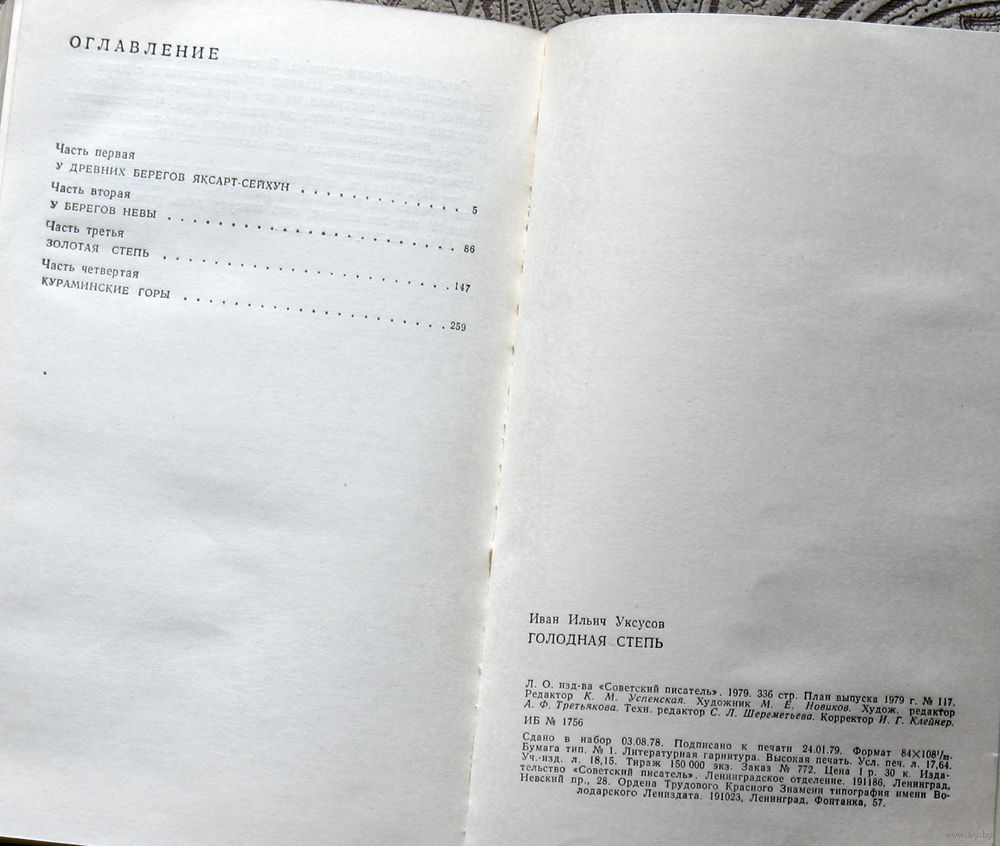 ОГЛАВЛЕНИЕ
Часть первая
У ДРЕВНИХ БЕРЕГОВ ЯКСАРТ-СЕЙХУН . . . . . . . . . . . . 5
Часть вторая
У БЕРЕГОВ НЕВЫ . . . . . . . . . . . . . . . . . . . . . . 86
Часть третья
ЗОЛОТАЯ СТЕПЬ . . . . . . . . . . . . . . . . . . . . . . 147
Часть четвертая
КУРАМИНСКИЕ ГОРЫ . . . . . . . . . . . . . . . . . . . . 259
Иван Ильич Уксусов
ГОЛОДНАЯ СТЕПЬ
Л. О. изд-ва «Советский писатель». 1979. 336 стр. План выпуска 1979 г. № 117.
Редактор К. М. Успенская. Художник М. Е. Новиков. Худож. редактор
А. Ф. Третьякова. Техн. редактор С. Л. Шереметьева. Корректор И. Г. Клейнер.
ИБ № 1756
Сдано в набор 03.08.78. Подписано к печати 24.01.79. Формат 84×108¹/₃₂.
Бумага тип. № 1. Литературная гарнитура. Высокая печать. Усл. печ. л. 17,64.
Уч.-изд. л. 18,15. Тираж 150 000 экз. Заказ № 772. Цена 1 р. 30 к. Изда-
тельство «Советский писатель». Ленинградское отделение. 191186, Ленинград,
Невский пр., 28. Ордена Трудового Красного Знамени типография имени Во-
лодарского Лениздата. 191023, Ленинград, Фонтанка, 57.
www.ay.by